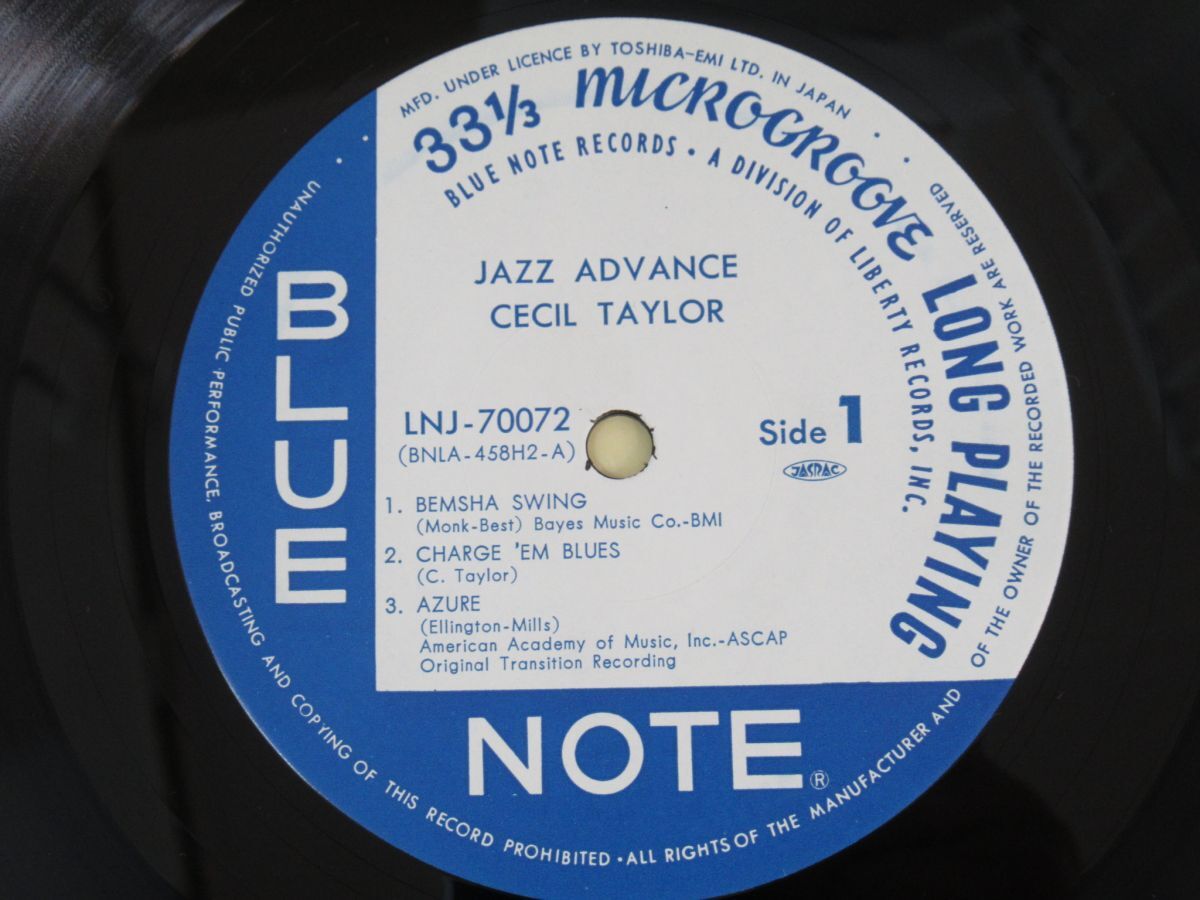 MFD. UNDER LICENCE BY TOSHIBA-EMI LTD. IN JAPAN
33⅓ MICROGROOVE LONG PLAYING
BLUE NOTE RECORDS • A DIVISION OF LIBERTY RECORDS, INC.
JAZZ ADVANCE
CECIL TAYLOR
LNJ-70072
(BNLA-458H2-A)
Side 1
JASRAC
1. BEMSHA SWING
(Monk-Best) Bayes Music Co.-BMI
2. CHARGE 'EM BLUES
(C. Taylor)
3. AZURE
(Ellington-Mills)
American Academy of Music, Inc.-ASCAP
Original Transition Recording
BLUE
NOTE®
UNAUTHORIZED PUBLIC PERFORMANCE, BROADCASTING AND COPYING OF THIS RECORD PROHIBITED • ALL RIGHTS OF THE MANUFACTURER AND OF THE OWNER OF THE RECORDED WORK ARE RESERVED